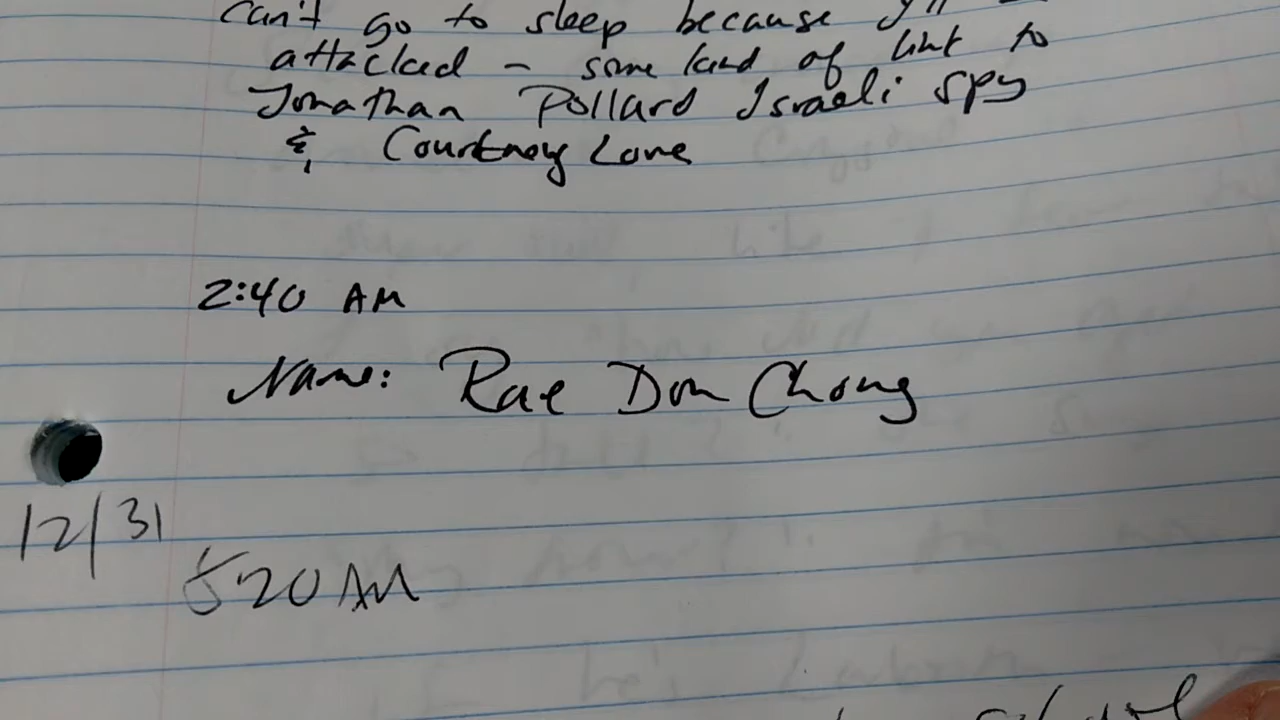 Can't go to sleep because
attacked - some kind of link to
Jonathan Pollard Israeli spy
& Courtney Love
2:40 AM
Name: Rae Don Chong
12/31
5:20 AM